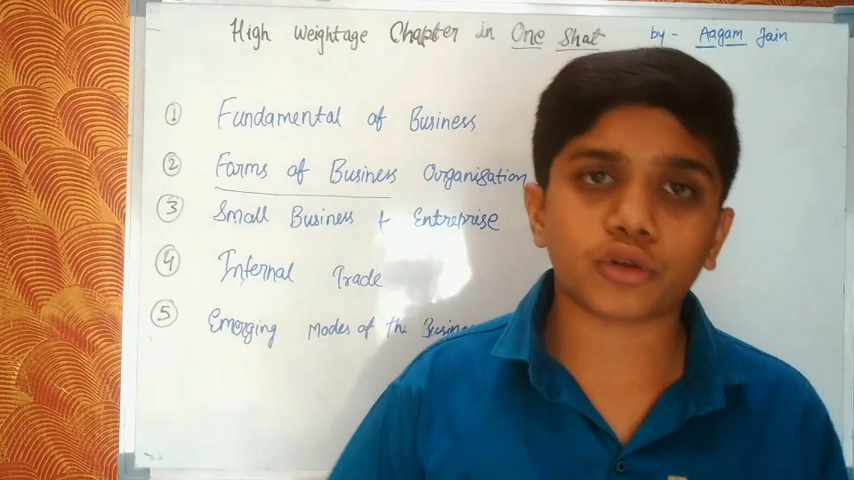 High Weightage Chapter in One Shot by - Aagam Jain
① Fundamental of Business
② Forms of Business Organisation
③ Small Business & Entreprise
④ Internal Trade
⑤ Emerging Modes of the